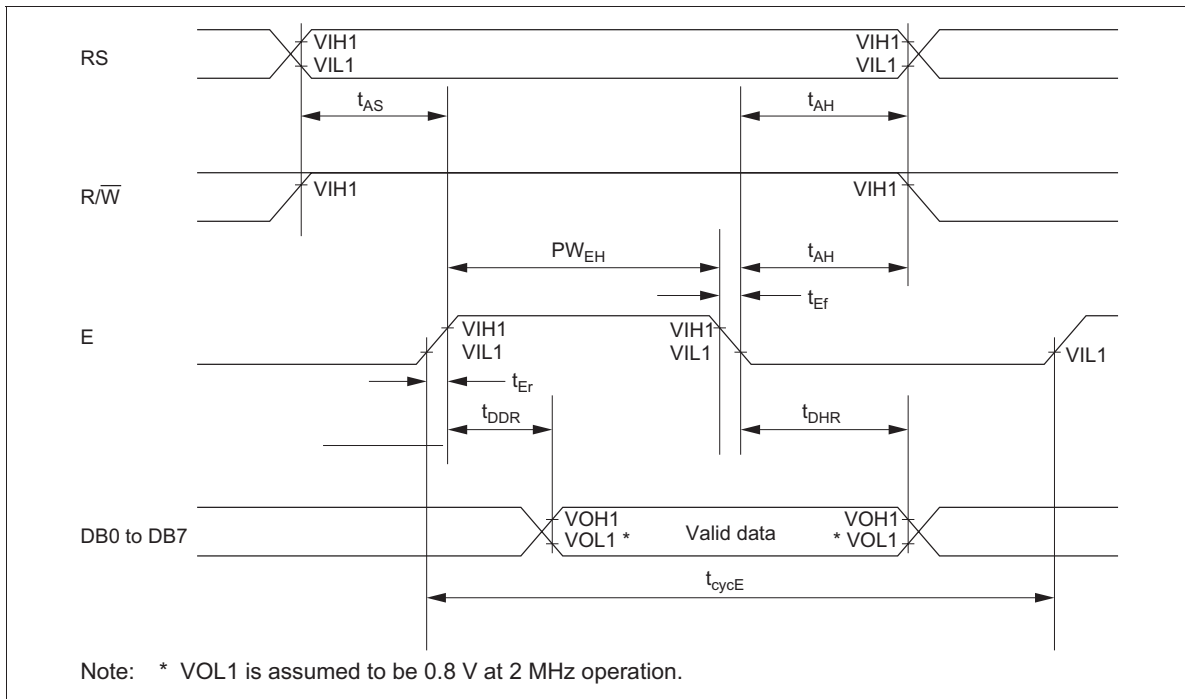 RS
VIH1
VIL1
VIH1
VIL1
tAS
tAH
R/W̅
VIH1
VIH1
PWEH
tAH
tEf
E
VIH1
VIL1
VIH1
VIL1
VIL1
tEr
tDDR
tDHR
DB0 to DB7
VOH1
VOL1 *
Valid data
VOH1
* VOL1
tcycE
Note: * VOL1 is assumed to be 0.8 V at 2 MHz operation.